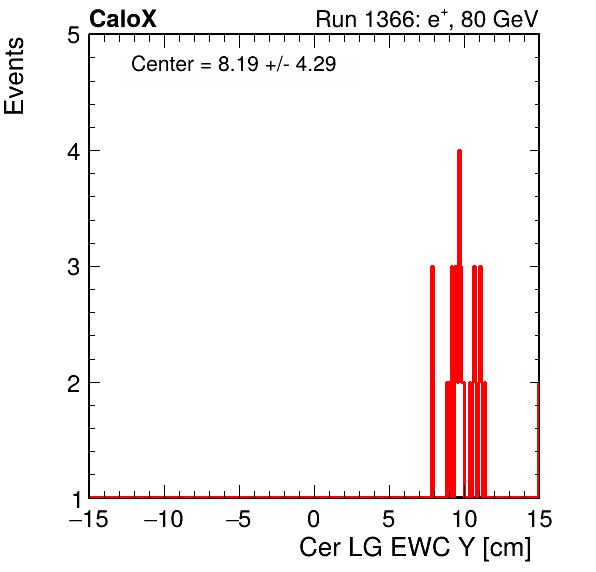 CaloX Run 1366: e⁺, 80 GeV
Center = 8.19 +/- 4.29
Events
5
4
3
2
1
−15 −10 −5 0 5 10 15
Cer LG EWC Y [cm]